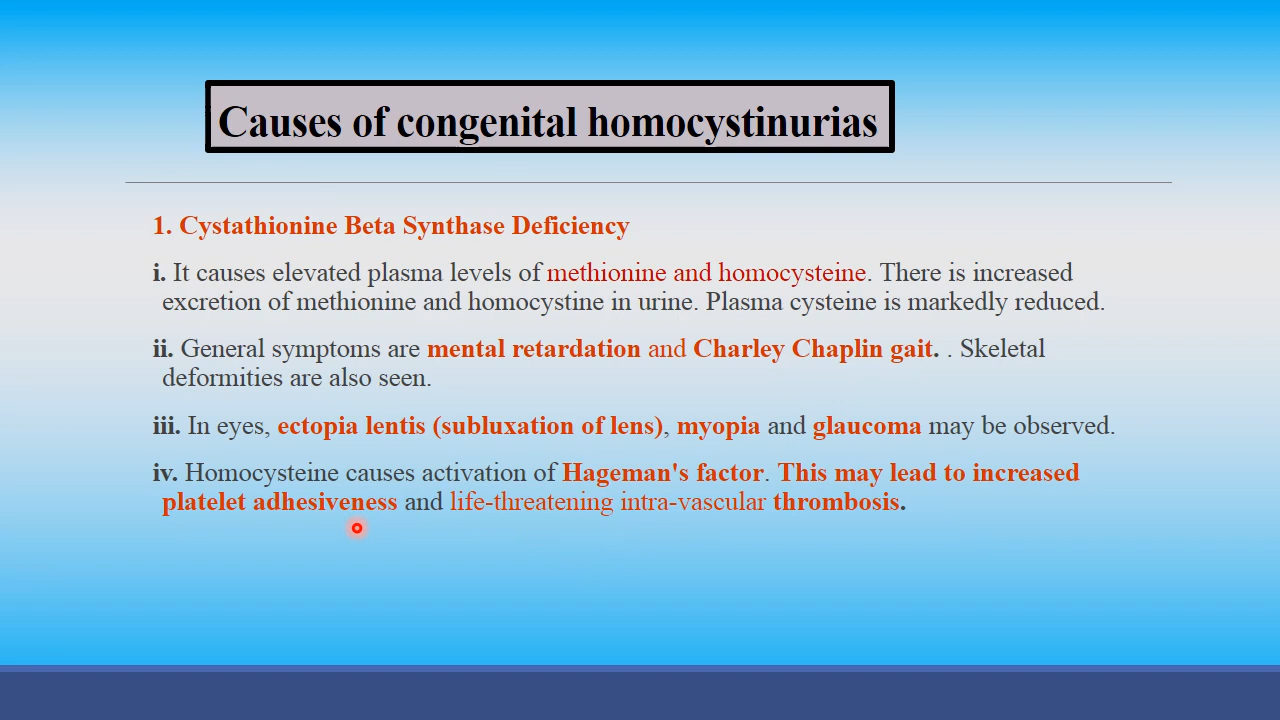 Causes of congenital homocystinurias
1. Cystathionine Beta Synthase Deficiency
i. It causes elevated plasma levels of methionine and homocysteine. There is increased
excretion of methionine and homocystine in urine. Plasma cysteine is markedly reduced.
ii. General symptoms are mental retardation and Charley Chaplin gait. . Skeletal
deformities are also seen.
iii. In eyes, ectopia lentis (subluxation of lens), myopia and glaucoma may be observed.
iv. Homocysteine causes activation of Hageman's factor. This may lead to increased
platelet adhesiveness and life-threatening intra-vascular thrombosis.